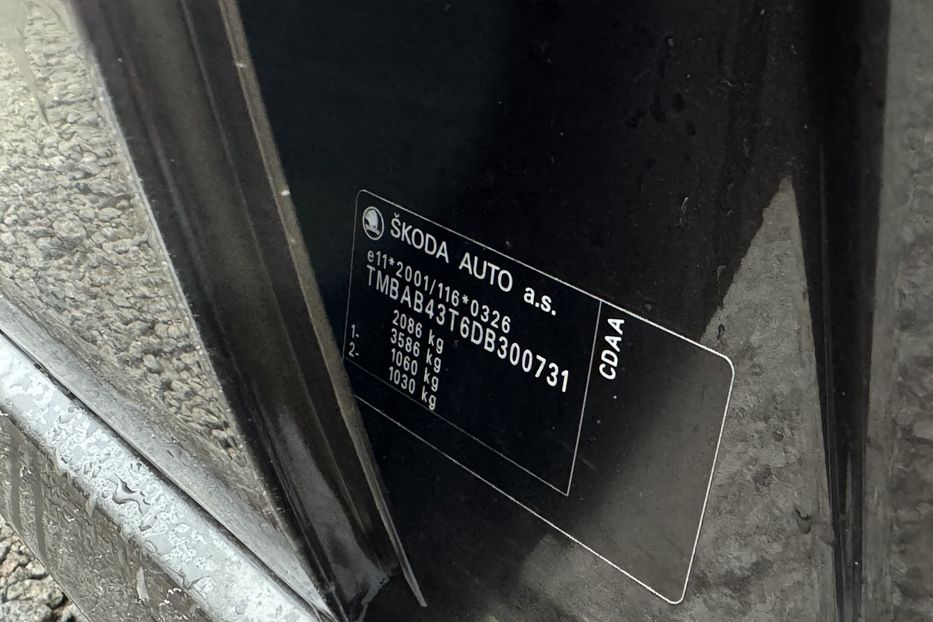 ŠKODA AUTO a.s.
e11*2001/116*0326
TMBAB43T6DB300731
2086 kg
3586 kg
1- 1060 kg
2- 1030 kg
CDAA